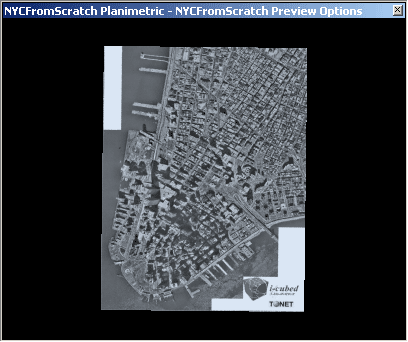 NYCFromScratch Planimetric - NYCFromScratch Preview Options
i-cubed
TONET